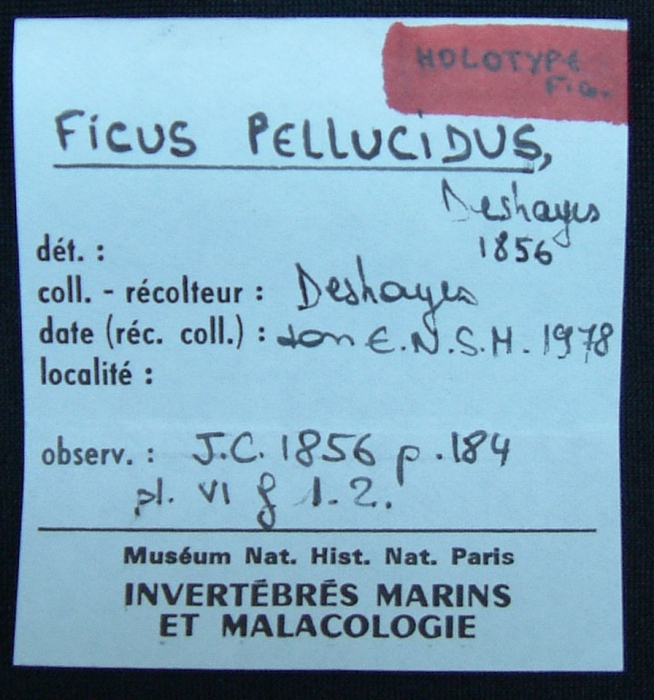 HOLOTYPE
Fig.
FiCUS PELLUCiDUS,
Deshayes
1856
dét. :
coll. - récolteur : Deshayes
date (réc. coll.) : don E.N.S.M. 1978
localité :
observ. : J.C. 1856 p. 184
pl. VI f 1. 2.
Muséum Nat. Hist. Nat. Paris
INVERTÉBRÉS MARINS
ET MALACOLOGIE